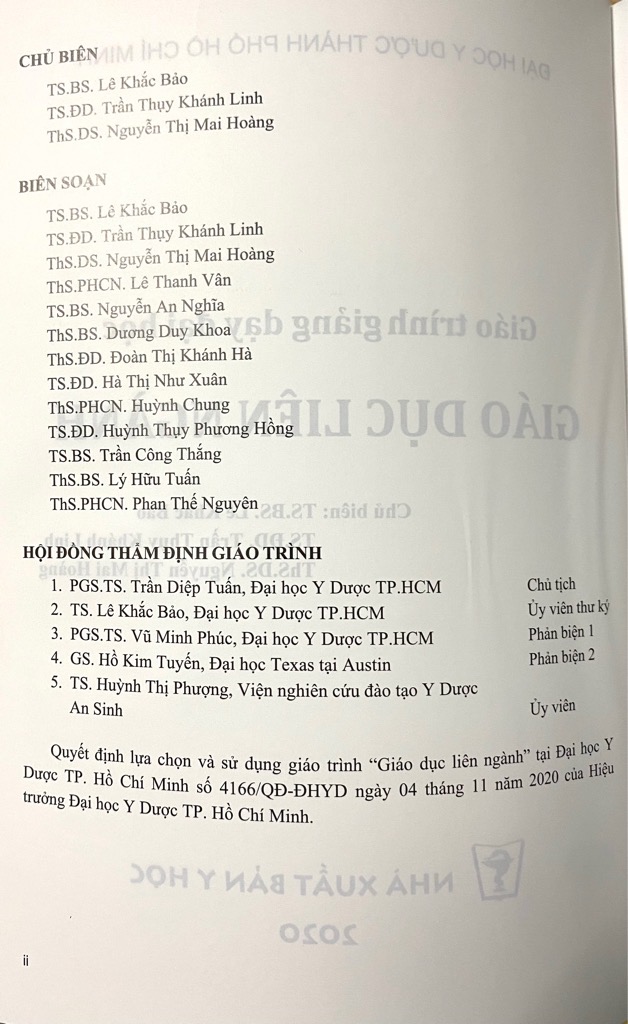 CHỦ BIÊN
TS.BS. Lê Khắc Bảo
TS.ĐD. Trần Thụy Khánh Linh
ThS.DS. Nguyễn Thị Mai Hoàng
BIÊN SOẠN
TS.BS. Lê Khắc Bảo
TS.ĐD. Trần Thụy Khánh Linh
ThS.DS. Nguyễn Thị Mai Hoàng
ThS.PHCN. Lê Thanh Vân
TS.BS. Nguyễn An Nghĩa
ThS.BS. Dương Duy Khoa
ThS.ĐD. Đoàn Thị Khánh Hà
TS.ĐD. Hà Thị Như Xuân
ThS.PHCN. Huỳnh Chung
TS.ĐD. Huỳnh Thụy Phương Hồng
TS.BS. Trần Công Thắng
ThS.BS. Lý Hữu Tuấn
ThS.PHCN. Phan Thế Nguyên
HỘI ĐỒNG THẨM ĐỊNH GIÁO TRÌNH
1. PGS.TS. Trần Diệp Tuấn, Đại học Y Dược TP.HCM Chủ tịch
2. TS. Lê Khắc Bảo, Đại học Y Dược TP.HCM Ủy viên thư ký
3. PGS.TS. Vũ Minh Phúc, Đại học Y Dược TP.HCM Phản biện 1
4. GS. Hồ Kim Tuyến, Đại học Texas tại Austin Phản biện 2
5. TS. Huỳnh Thị Phượng, Viện nghiên cứu đào tạo Y Dược
An Sinh Ủy viên
Quyết định lựa chọn và sử dụng giáo trình “Giáo dục liên ngành” tại Đại học Y
Dược TP. Hồ Chí Minh số 4166/QĐ-ĐHYD ngày 04 tháng 11 năm 2020 của Hiệu
trưởng Đại học Y Dược TP. Hồ Chí Minh.
ii